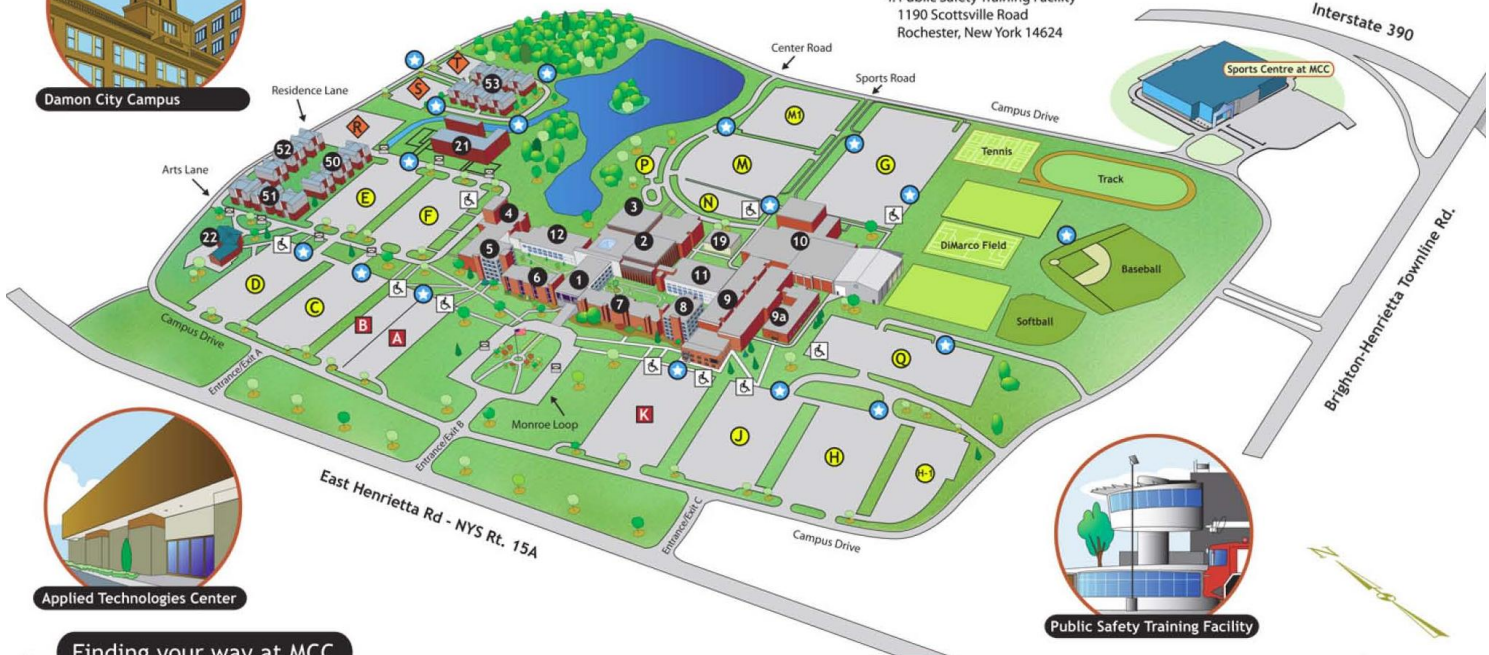 1190 Scottsville Road
Rochester, New York 14624
Damon City Campus
Residence Lane
Arts Lane
Center Road
Sports Road
Campus Drive
Interstate 390
Sports Centre at MCC
Brighton-Henrietta Townline Rd.
T
S
R
53
52
50
51
21
22
M1
M
P
N
G
E
F
D
C
B
A
4
3
12
5
2
19
10
6
1
11
7
8
9
9a
Tennis
Track
DiMarco Field
Baseball
Softball
Q
K
J
H
H-1
Campus Drive
Entrance/Exit A
Entrance/Exit B
Monroe Loop
Entrance/Exit C
Campus Drive
East Henrietta Rd - NYS Rt. 15A
Applied Technologies Center
Public Safety Training Facility
N
Finding your way at MCC